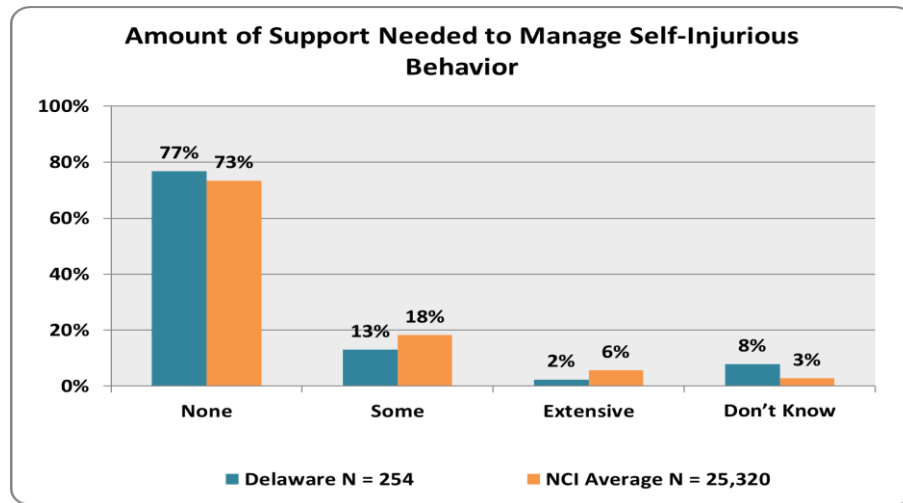 Amount of Support Needed to Manage Self-Injurious
Behavior
100%
80%
60%
40%
20%
0%
77%
73%
13%
18%
2%
6%
8%
3%
None
Some
Extensive
Don’t Know
Delaware N = 254
NCI Average N = 25,320